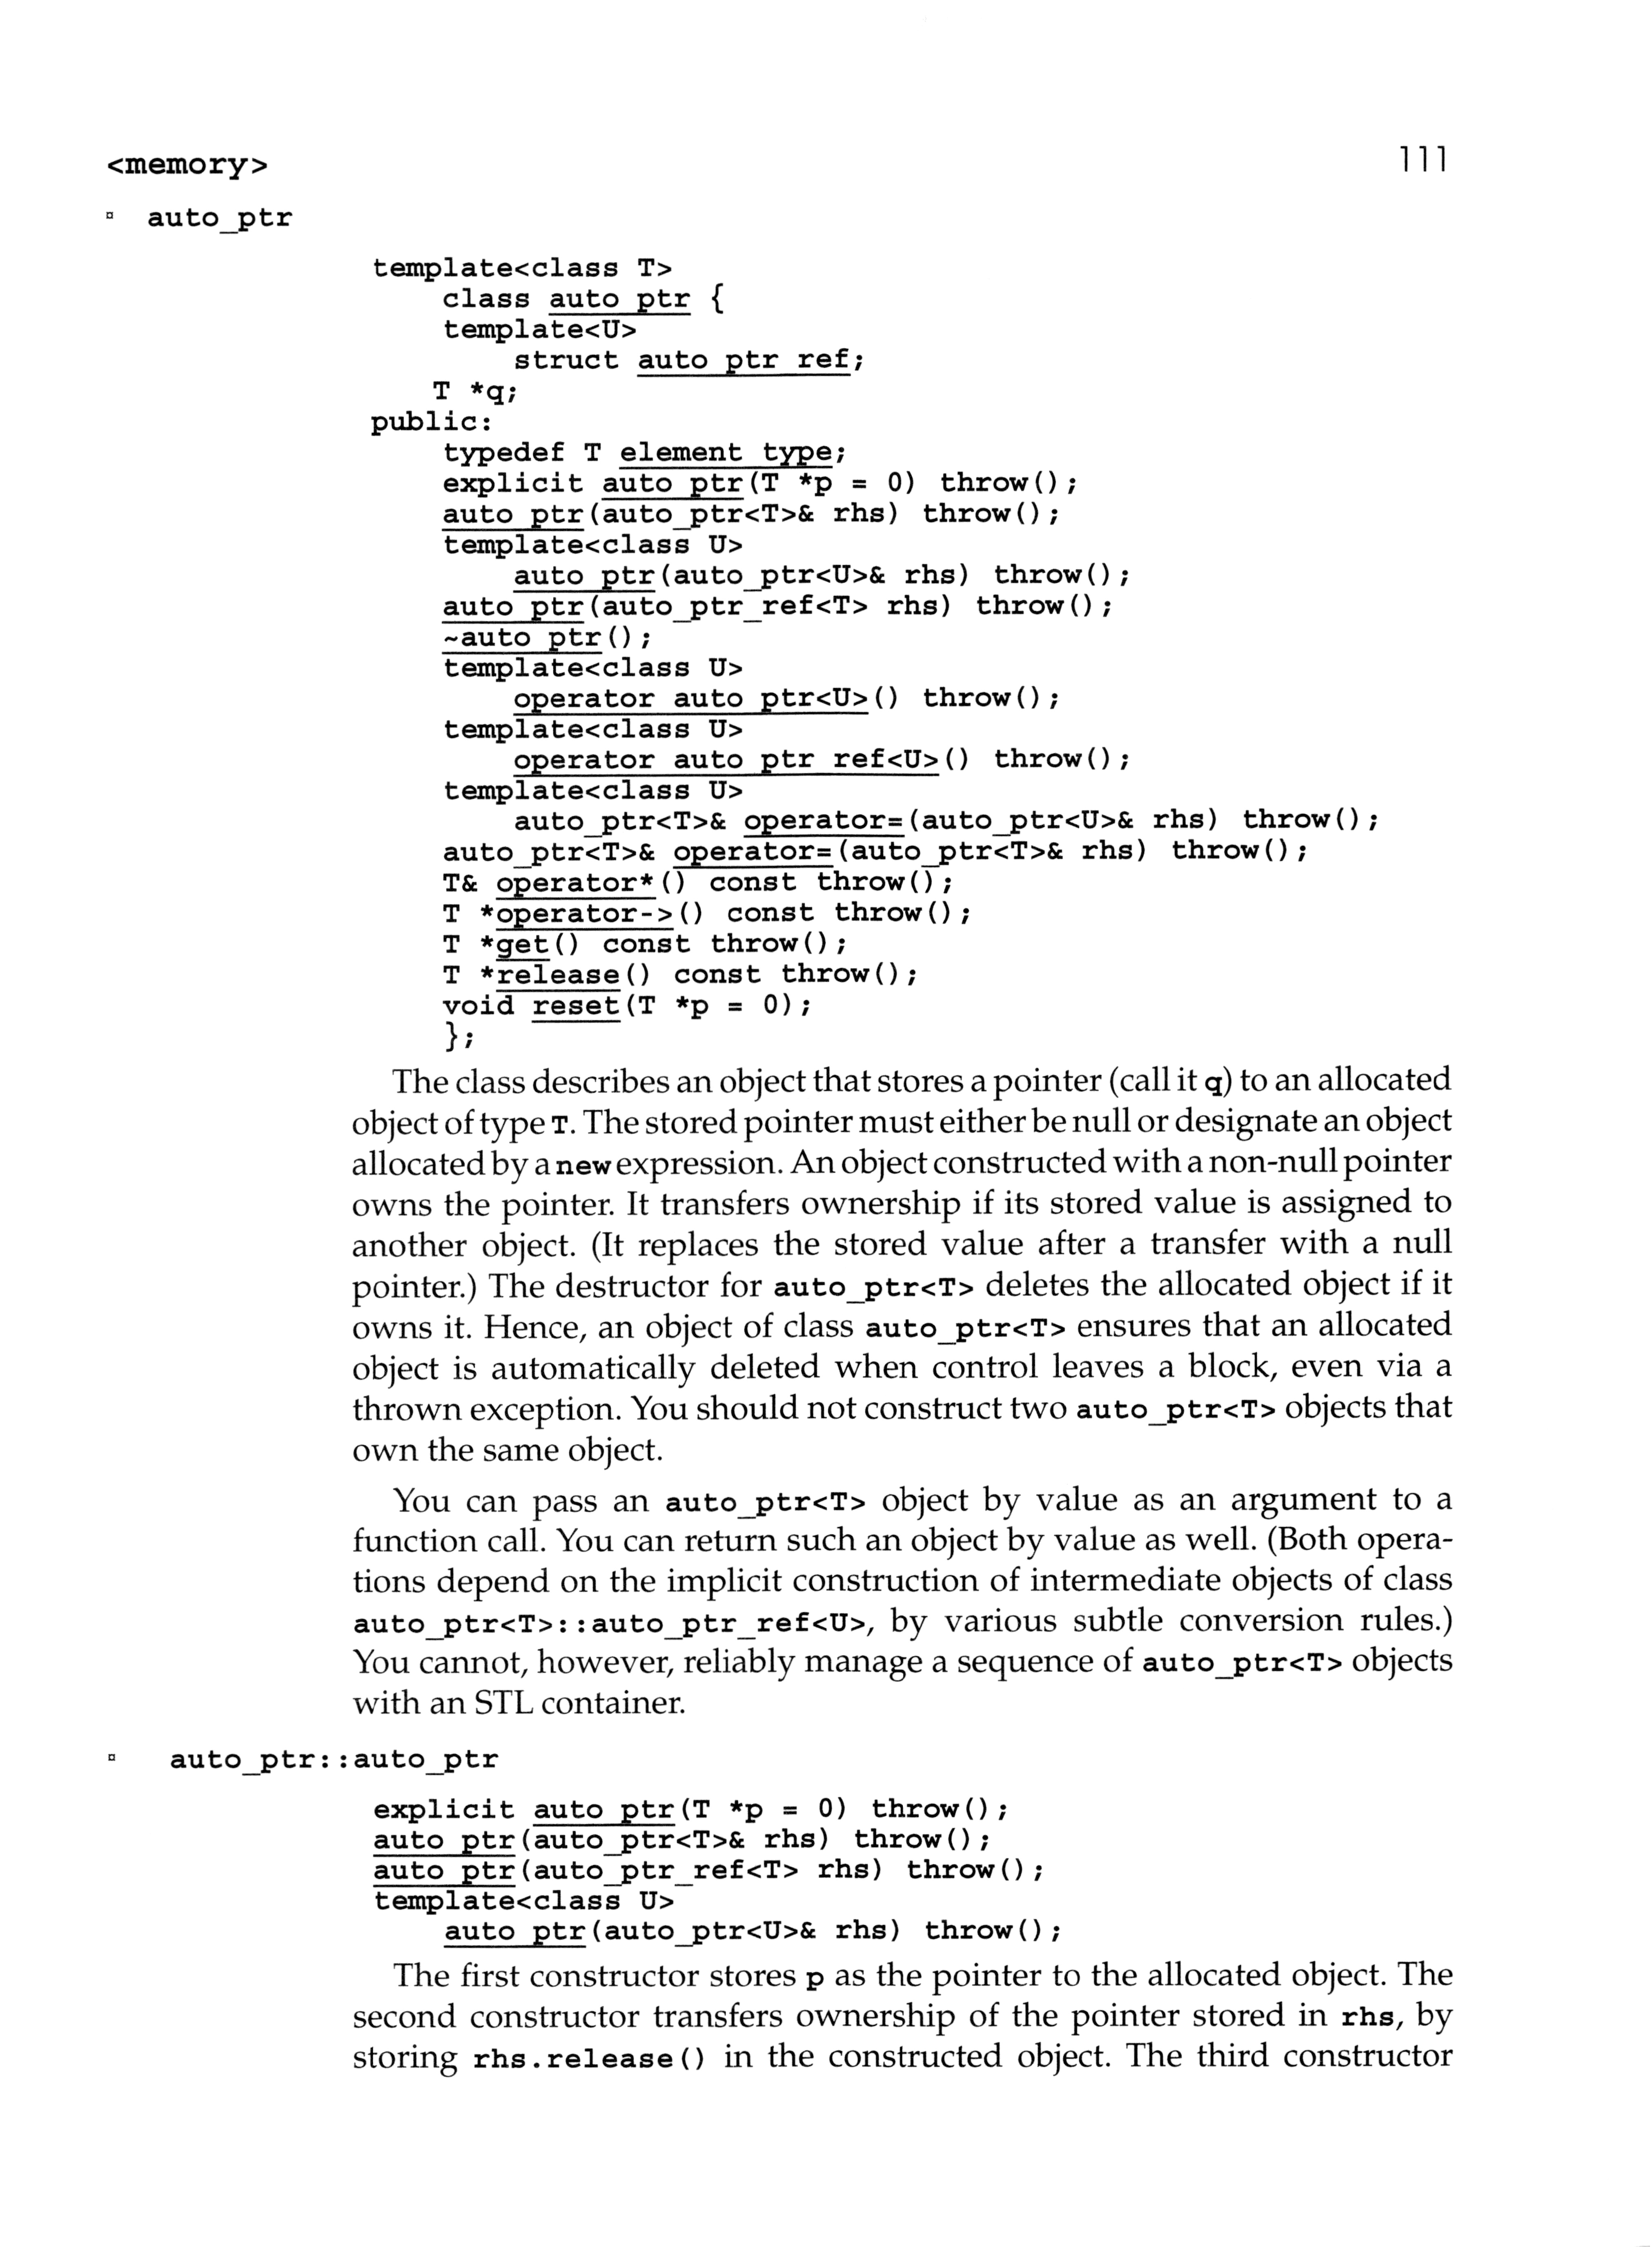 <memory> 111
▫ auto_ptr
template<class T>
    class auto_ptr {
    template<U>
        struct auto_ptr_ref;
    T *q;
public:
    typedef T element_type;
    explicit auto_ptr(T *p = 0) throw();
    auto_ptr(auto_ptr<T>& rhs) throw();
    template<class U>
        auto_ptr(auto_ptr<U>& rhs) throw();
    auto_ptr(auto_ptr_ref<T> rhs) throw();
    ~auto_ptr();
    template<class U>
        operator auto_ptr<U>() throw();
    template<class U>
        operator auto_ptr_ref<U>() throw();
    template<class U>
        auto_ptr<T>& operator=(auto_ptr<U>& rhs) throw();
    auto_ptr<T>& operator=(auto_ptr<T>& rhs) throw();
    T& operator*() const throw();
    T *operator->() const throw();
    T *get() const throw();
    T *release() const throw();
    void reset(T *p = 0);
    };
The class describes an object that stores a pointer (call it q) to an allocated
object of type T. The stored pointer must either be null or designate an object
allocated by a new expression. An object constructed with a non-null pointer
owns the pointer. It transfers ownership if its stored value is assigned to
another object. (It replaces the stored value after a transfer with a null
pointer.) The destructor for auto_ptr<T> deletes the allocated object if it
owns it. Hence, an object of class auto_ptr<T> ensures that an allocated
object is automatically deleted when control leaves a block, even via a
thrown exception. You should not construct two auto_ptr<T> objects that
own the same object.
You can pass an auto_ptr<T> object by value as an argument to a
function call. You can return such an object by value as well. (Both opera-
tions depend on the implicit construction of intermediate objects of class
auto_ptr<T>::auto_ptr_ref<U>, by various subtle conversion rules.)
You cannot, however, reliably manage a sequence of auto_ptr<T> objects
with an STL container.
▫ auto_ptr::auto_ptr
explicit auto_ptr(T *p = 0) throw();
auto_ptr(auto_ptr<T>& rhs) throw();
auto_ptr(auto_ptr_ref<T> rhs) throw();
template<class U>
    auto_ptr(auto_ptr<U>& rhs) throw();
The first constructor stores p as the pointer to the allocated object. The
second constructor transfers ownership of the pointer stored in rhs, by
storing rhs.release() in the constructed object. The third constructor